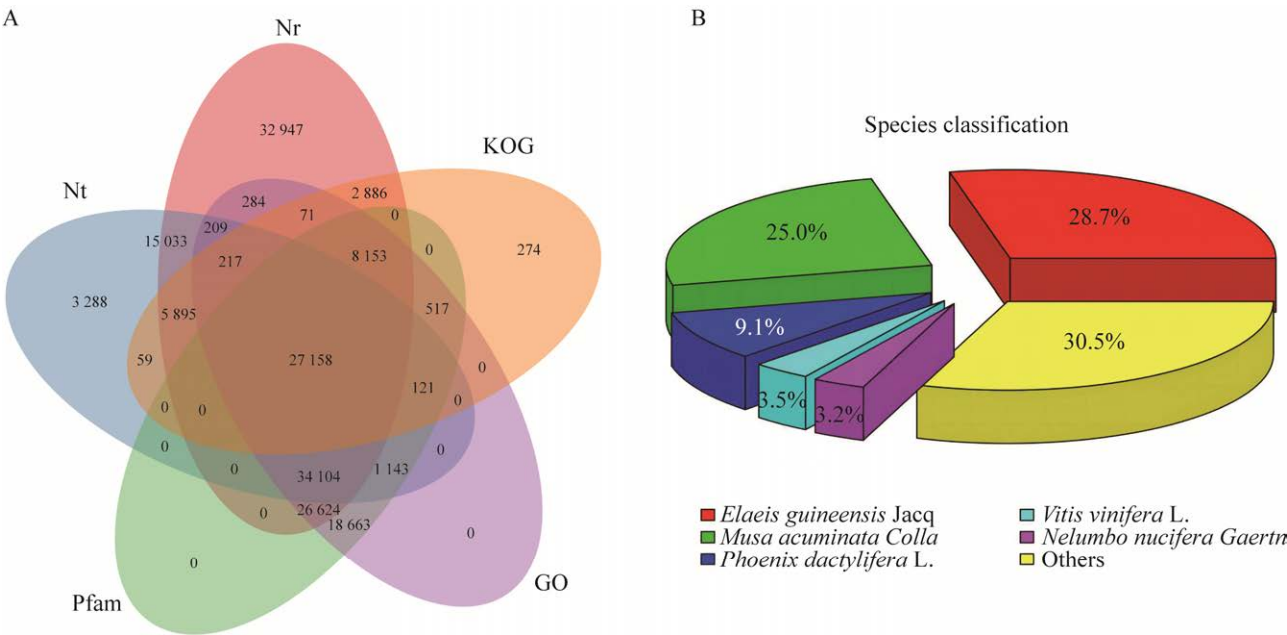 A
Nr
32 947
KOG
2 886
284
71
0
Nt
15 033
209
0
274
217
8 153
3 288
517
5 895
59
27 158
0
121
0
0
0
0
0
0
34 104
1 143
26 624
0
18 663
0
0
GO
Pfam
B
Species classification
25.0%
28.7%
9.1%
30.5%
3.5%
3.2%
Elaeis guineensis Jacq
Musa acuminata Colla
Phoenix dactylifera L.
Vitis vinifera L.
Nelumbo nucifera Gaertn
Others